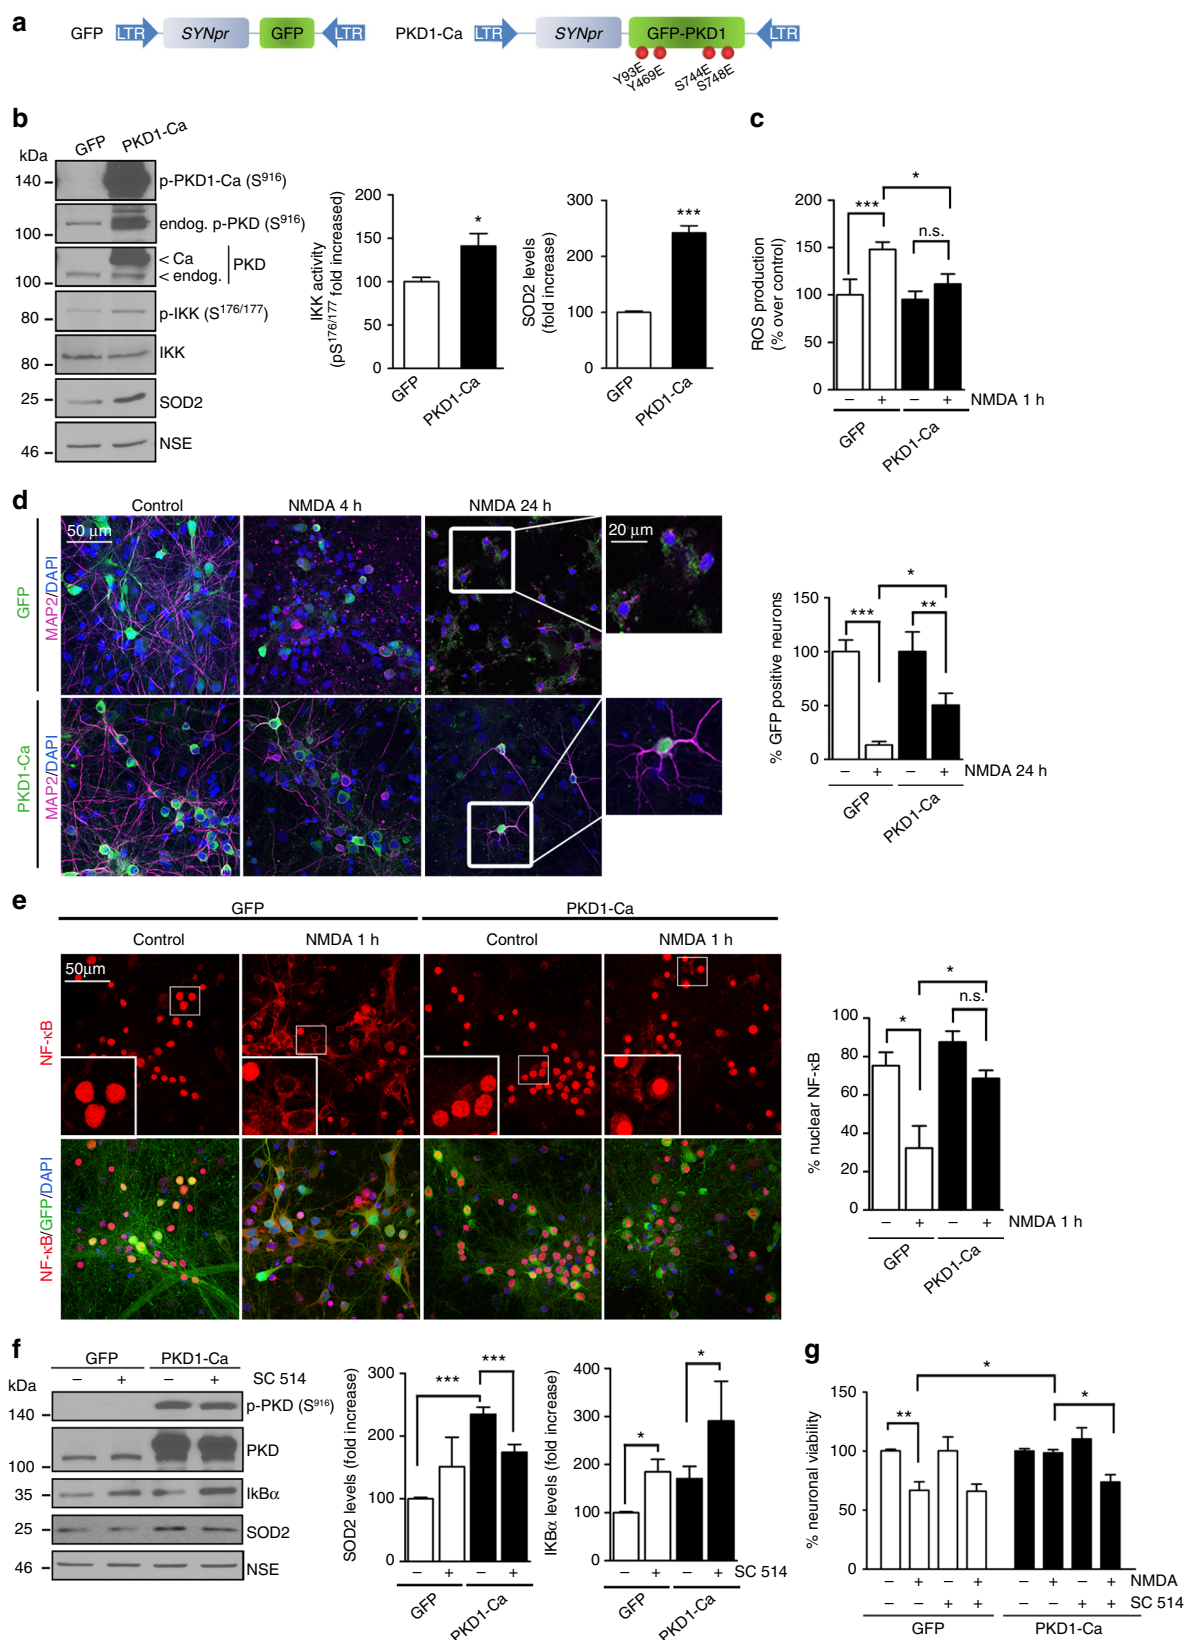 a
GFP LTR SYNpr GFP LTR
PKD1-Ca LTR SYNpr GFP-PKD1 LTR
Y93E Y469E S744E S748E
b
GFP PKD1-Ca
kDa
140 p-PKD1-Ca (S916)
100 endog. p-PKD (S916)
< Ca
100 < endog. PKD
80 p-IKK (S176/177)
80 IKK
25 SOD2
46 NSE
IKK activity
(pS176/177 fold increased)
200
150
100
50
0
*
GFP PKD1-Ca
SOD2 levels
(fold increase)
300
200
100
0
***
GFP PKD1-Ca
c
ROS production
(% over control)
200
150
100
50
0
*
***
n.s.
– + – + NMDA 1 h
GFP PKD1-Ca
d
Control NMDA 4 h NMDA 24 h
50 µm 20 µm
GFP
MAP2/DAPI
PKD1-Ca
MAP2/DAPI
% GFP positive neurons
150
100
50
0
*
*** **
– + – + NMDA 24 h
GFP PKD1-Ca
e
GFP PKD1-Ca
Control NMDA 1 h Control NMDA 1 h
50µm
NF-κB
NF-κB/GFP/DAPI
% nuclear NF-κB
100
80
60
40
20
0
*
n.s.
*
– + – + NMDA 1 h
GFP PKD1-Ca
f
GFP PKD1-Ca
kDa – + – + SC 514
140 p-PKD (S916)
100 PKD
35 IkBα
25 SOD2
46 NSE
SOD2 levels (fold increase)
300
200
100
0
***
***
– + – +
GFP PKD1-Ca
IKBα levels (fold increase)
400
300
200
100
0
*
*
– + – + SC 514
GFP PKD1-Ca
g
% neuronal viability
150
100
50
0
*
** *
– + – + – + – + NMDA
– – + + – – + + SC 514
GFP PKD1-Ca